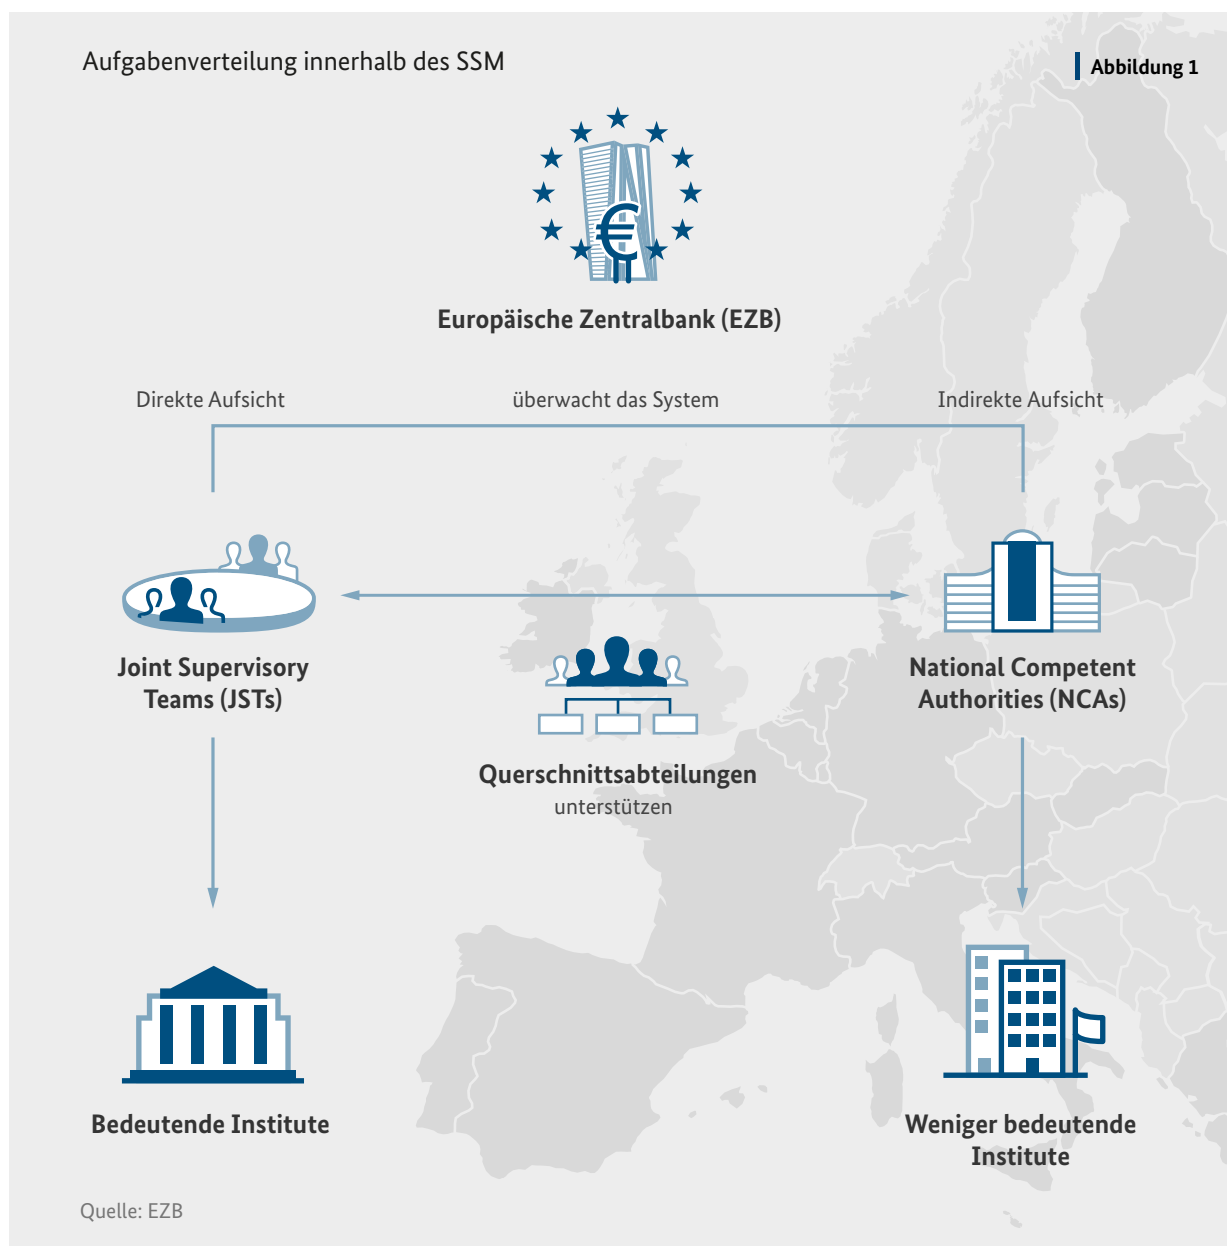 Aufgabenverteilung innerhalb des SSM
Abbildung 1
€
Europäische Zentralbank (EZB)
Direkte Aufsicht
überwacht das System
Indirekte Aufsicht
Joint Supervisory
Teams (JSTs)
National Competent
Authorities (NCAs)
Querschnittsabteilungen
unterstützen
Bedeutende Institute
Weniger bedeutende
Institute
Quelle: EZB